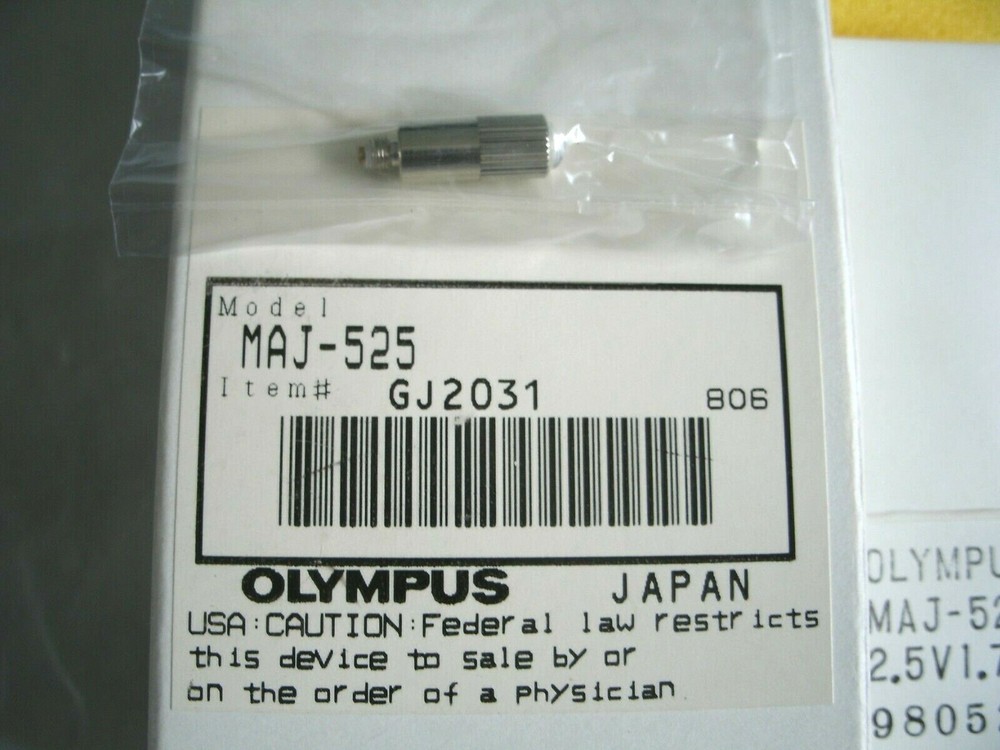 Model
MAJ-525
Item# GJ2031 806
OLYMPUS JAPAN
USA:CAUTION:Federal law restricts
this device to sale by or
on the order of a physician.
OLYMPU
MAJ-52
2.5V1.7
9805